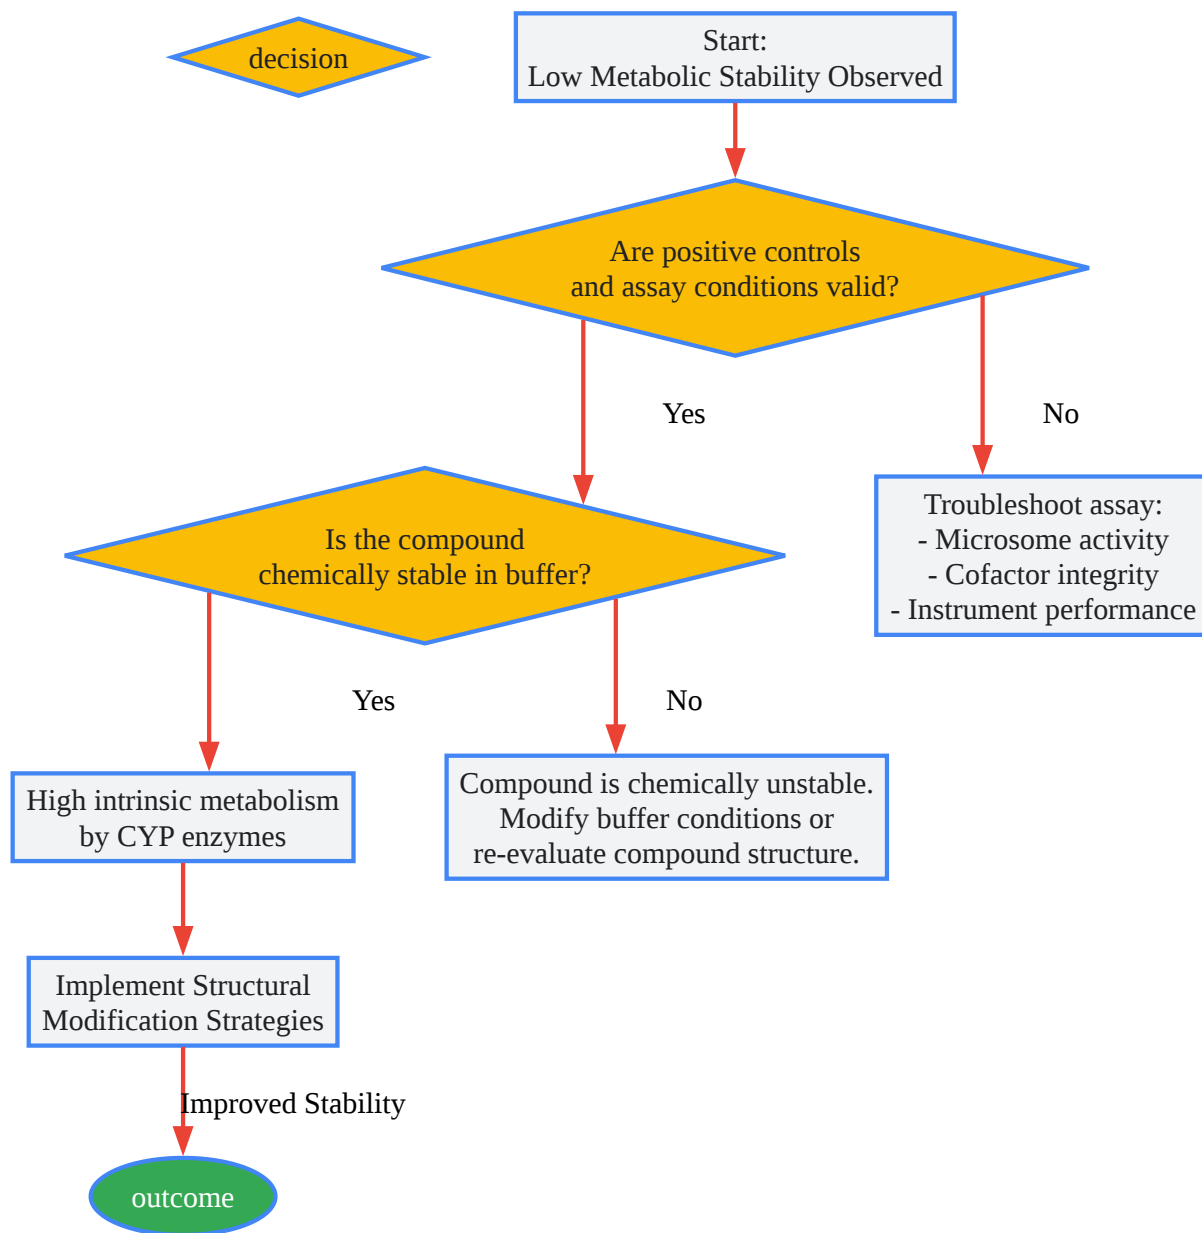 decision
Start:
Low Metabolic Stability Observed
Are positive controls
and assay conditions valid?
Yes
No
Is the compound
chemically stable in buffer?
Troubleshoot assay:
- Microsome activity
- Cofactor integrity
- Instrument performance
Yes
No
High intrinsic metabolism
by CYP enzymes
Compound is chemically unstable.
Modify buffer conditions or
re-evaluate compound structure.
Implement Structural
Modification Strategies
Improved Stability
outcome